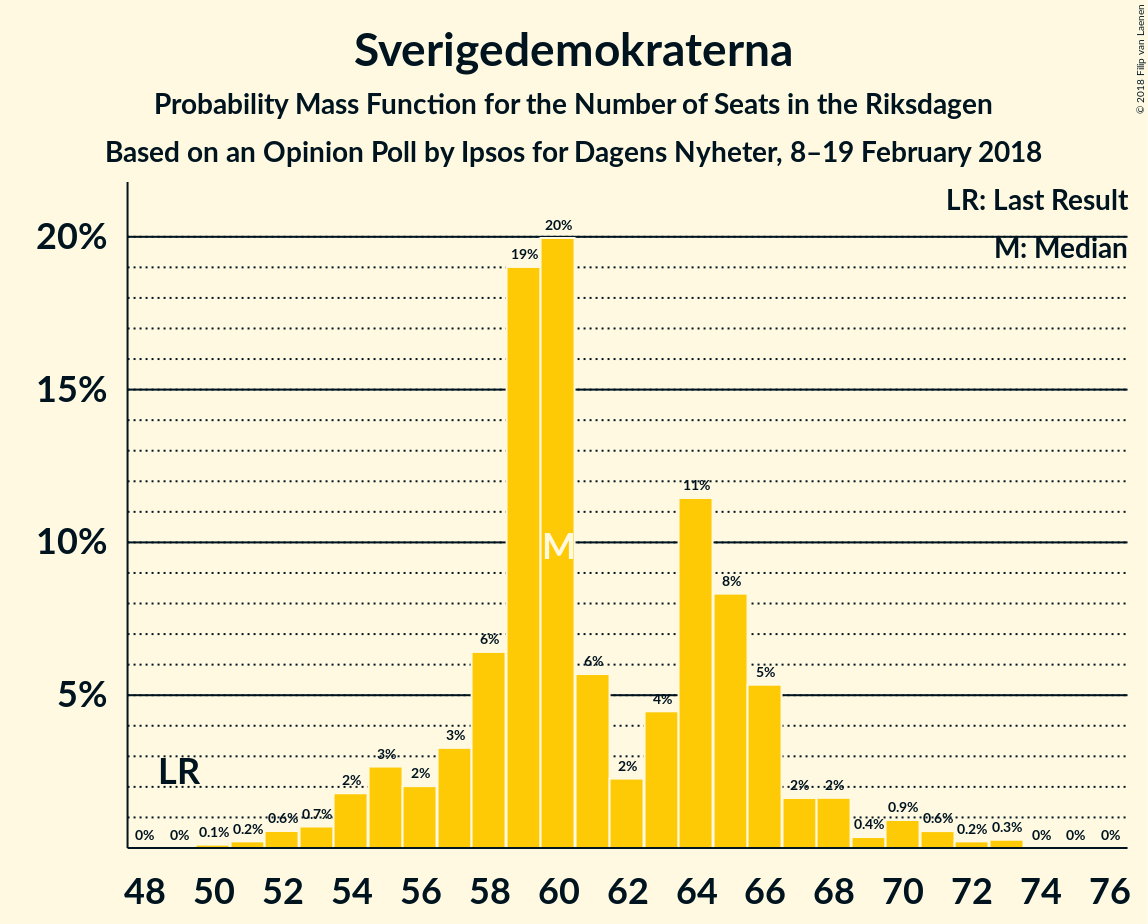 Sverigedemokraterna
Probability Mass Function for the Number of Seats in the Riksdagen
Based on an Opinion Poll by Ipsos for Dagens Nyheter, 8–19 February 2018
© 2018 Filip van Laenen
LR: Last Result
M: Median
20%
15%
10%
5%
LR
M
0% 0% 0.1% 0.2% 0.6% 0.7% 2% 3% 2% 3% 6% 19% 20% 6% 2% 4% 11% 8% 5% 2% 2% 0.4% 0.9% 0.6% 0.2% 0.3% 0% 0% 0%
48 50 52 54 56 58 60 62 64 66 68 70 72 74 76